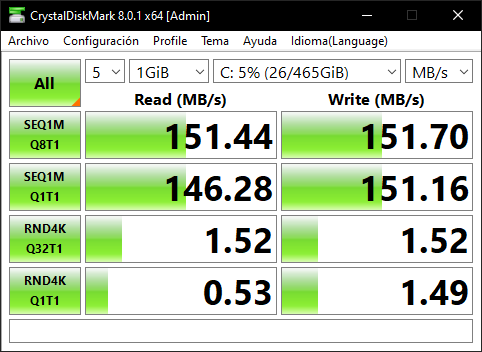 CrystalDiskMark 8.0.1 x64 [Admin]
Archivo Configuración Profile Tema Ayuda Idioma(Language)
All 5 1GiB C: 5% (26/465GiB) MB/s
Read (MB/s) Write (MB/s)
SEQ1M
Q8T1 151.44 151.70
SEQ1M
Q1T1 146.28 151.16
RND4K
Q32T1 1.52 1.52
RND4K
Q1T1 0.53 1.49